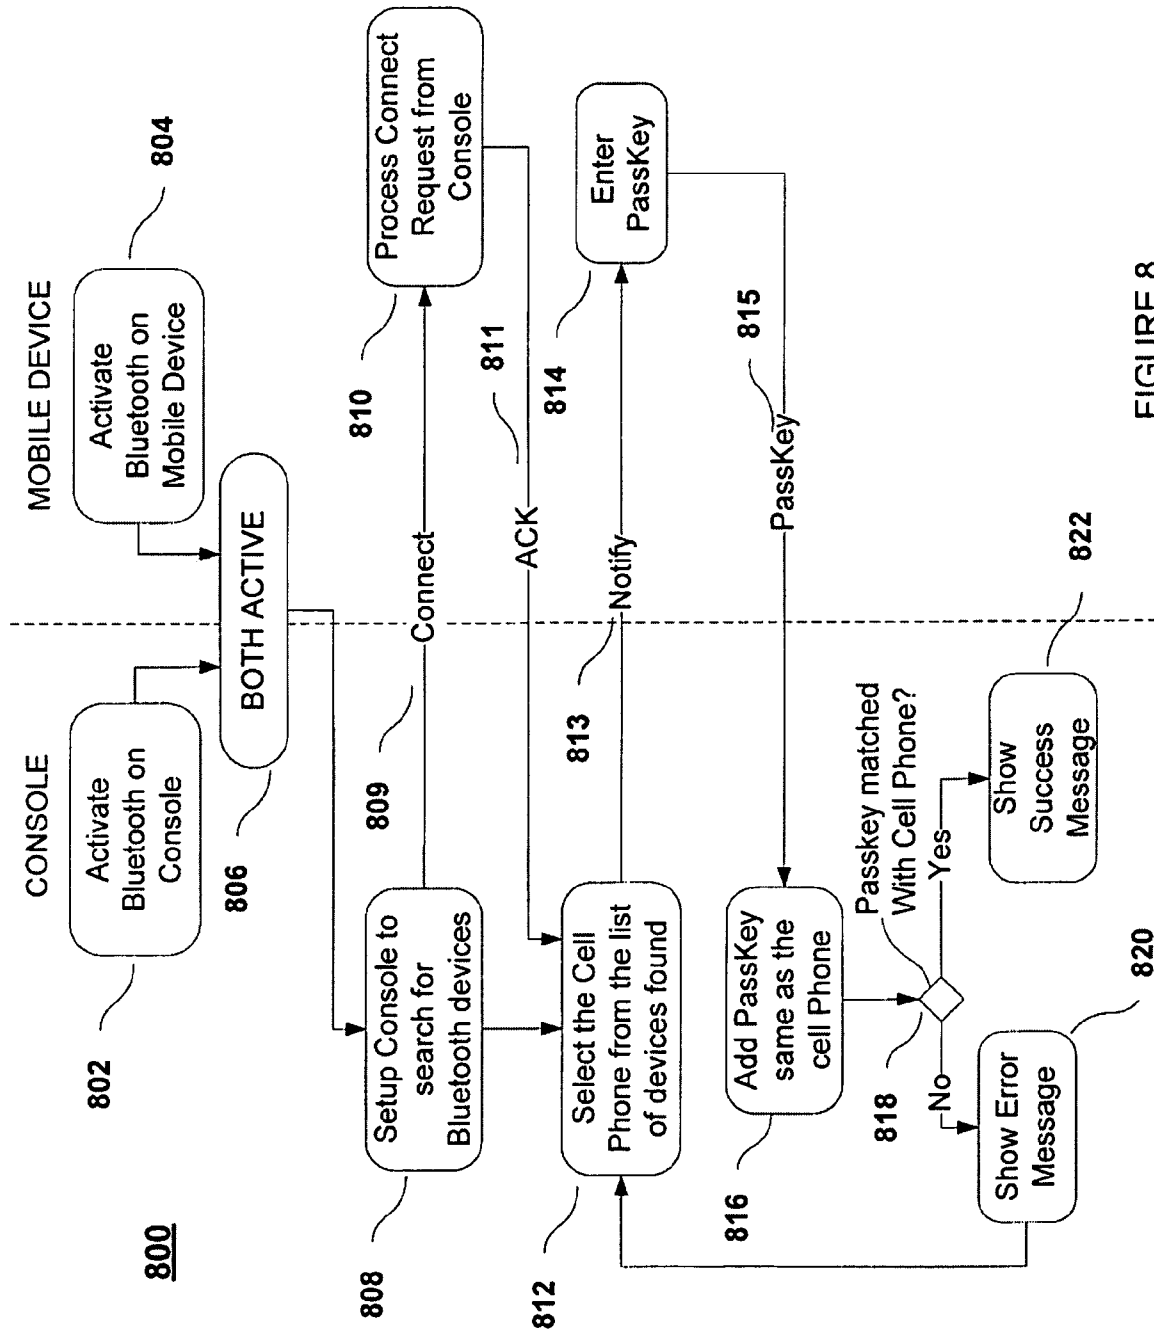 800
CONSOLE
MOBILE DEVICE
802
Activate
Bluetooth on
Console
Activate
Bluetooth on
Mobile Device
804
806
BOTH ACTIVE
808
Setup Console to
search for
Bluetooth devices
809
Connect
810
Process Connect
Request from
Console
811
ACK
812
Select the Cell
Phone from the list
of devices found
813
Notify
814
Enter
PassKey
815
PassKey
816
Add PassKey
same as the
cell Phone
818
Passkey matched
With Cell Phone?
No
Yes
Show Error
Message
820
Show
Success
Message
822
FIGURE 8